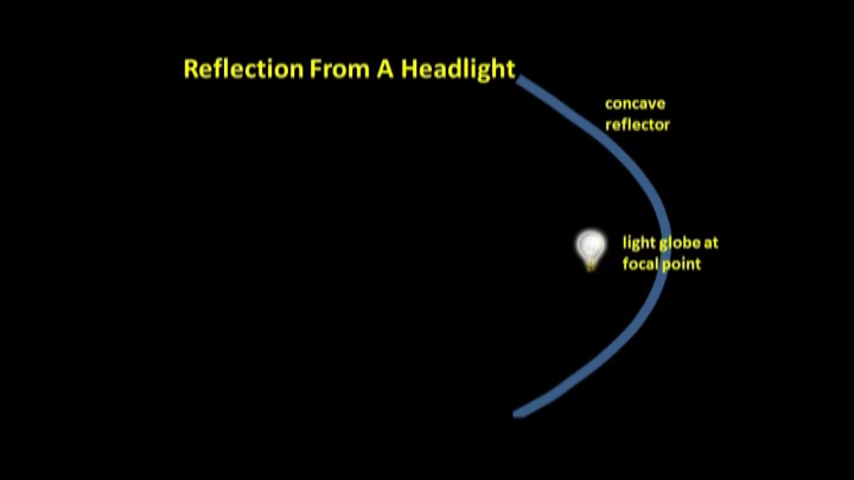 Reflection From A Headlight
concave
reflector
light globe at
focal point